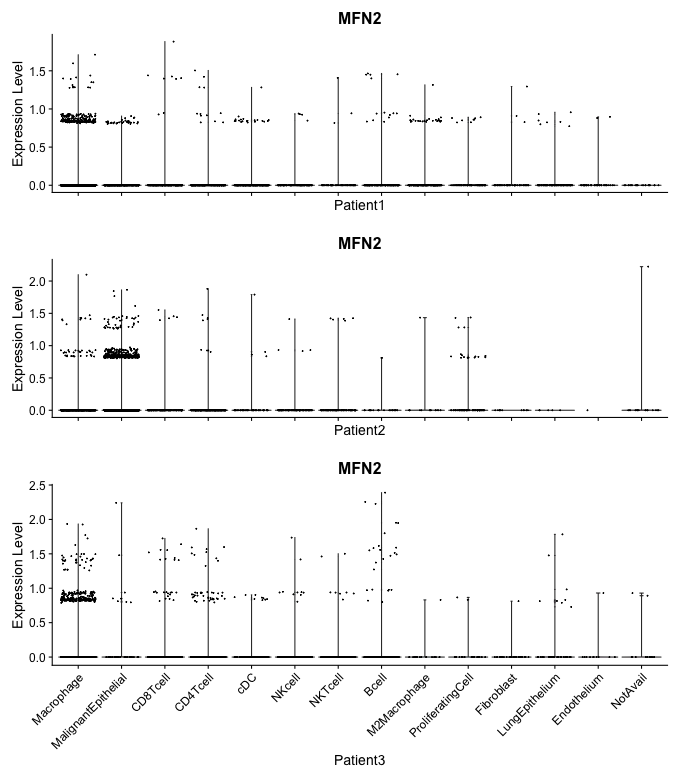 MFN2
Expression Level
1.5
1.0
0.5
0.0
Patient1
MFN2
Expression Level
2.0
1.5
1.0
0.5
0.0
Patient2
MFN2
Expression Level
2.5
2.0
1.5
1.0
0.5
0.0
Macrophage
MalignantEpithelial
CD8Tcell
CD4Tcell
cDC
NKcell
NKTcell
Bcell
M2Macrophage
ProliferatingCell
Fibroblast
LungEpithelium
Endothelium
NotAvail
Patient3